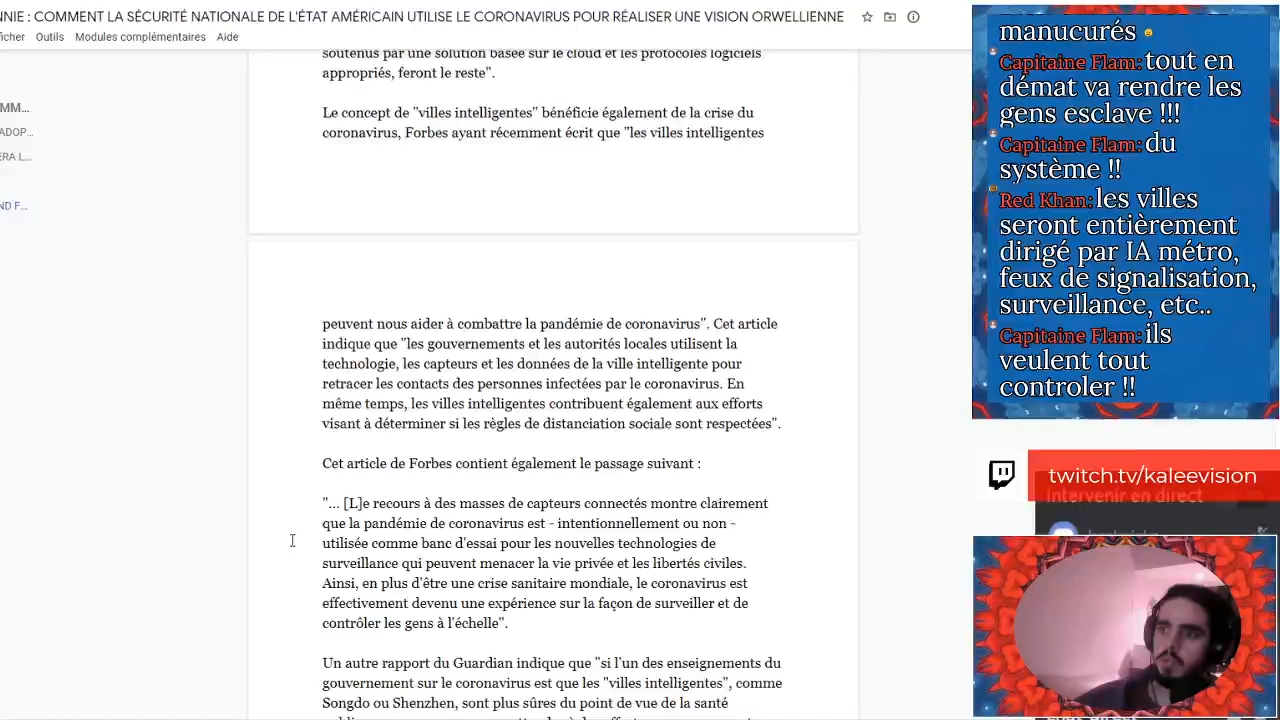 NNIE : COMMENT LA SÉCURITÉ NATIONALE DE L'ÉTAT AMÉRICAIN UTILISE LE CORONAVIRUS POUR RÉALISER UNE VISION ORWELLIENNE
ficher Outils Modules complémentaires Aide
MM...
ADOP...
ERA L...
ND F...
soutenus par une solution basée sur le cloud et les protocoles logiciels
appropriés, feront le reste".
Le concept de "villes intelligentes" bénéficie également de la crise du
coronavirus, Forbes ayant récemment écrit que "les villes intelligentes
peuvent nous aider à combattre la pandémie de coronavirus". Cet article
indique que "les gouvernements et les autorités locales utilisent la
technologie, les capteurs et les données de la ville intelligente pour
retracer les contacts des personnes infectées par le coronavirus. En
même temps, les villes intelligentes contribuent également aux efforts
visant à déterminer si les règles de distanciation sociale sont respectées".
Cet article de Forbes contient également le passage suivant :
"... [L]e recours à des masses de capteurs connectés montre clairement
que la pandémie de coronavirus est - intentionnellement ou non -
utilisée comme banc d'essai pour les nouvelles technologies de
surveillance qui peuvent menacer la vie privée et les libertés civiles.
Ainsi, en plus d'être une crise sanitaire mondiale, le coronavirus est
effectivement devenu une expérience sur la façon de surveiller et de
contrôler les gens à l'échelle".
Un autre rapport du Guardian indique que "si l'un des enseignements du
gouvernement sur le coronavirus est que les "villes intelligentes", comme
Songdo ou Shenzhen, sont plus sûres du point de vue de la santé
manucurés
Capitaine Flam: tout en
démat va rendre les
gens esclave !!!
Capitaine Flam: du
système !!
Red Khan: les villes
seront entièrement
dirigé par IA métro,
feux de signalisation,
surveillance, etc..
Capitaine Flam: ils
veulent tout
controler !!
twitch.tv/kaleevision
Intervenir en direct